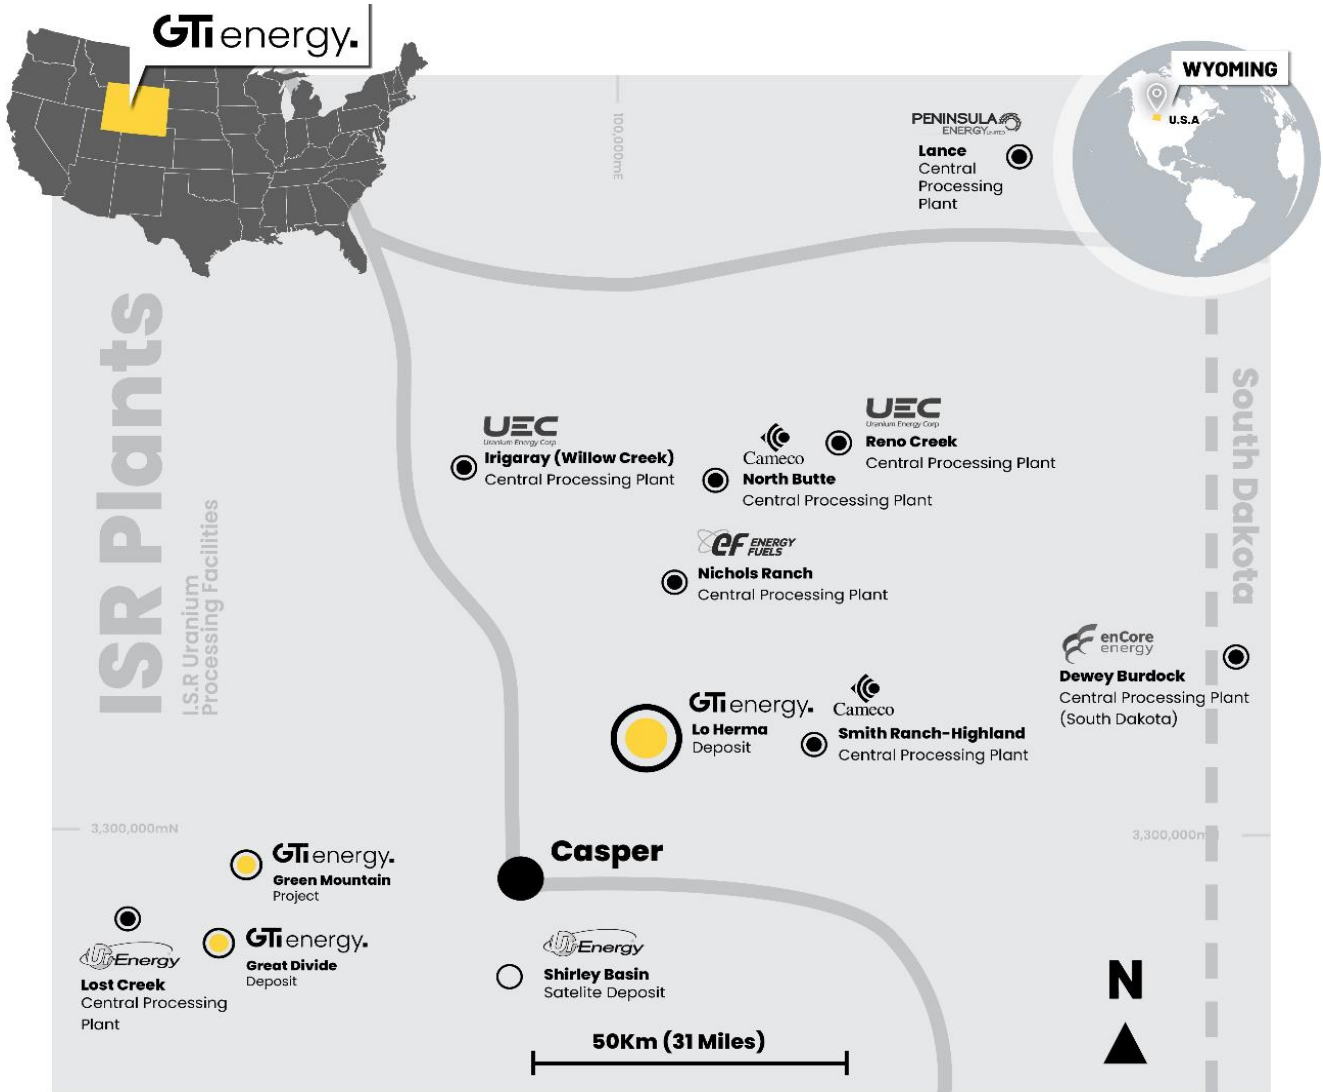 GTi energy.
WYOMING
U.S.A
100,000mE
PENINSULA
ENERGY LIMITED
Lance
Central
Processing
Plant
ISR Plants
I.S.R Uranium
Processing Facilities
South Dakota
UEC
Uranium Energy Corp
Irigaray (Willow Creek)
Central Processing Plant
Cameco
North Butte
Central Processing Plant
UEC
Uranium Energy Corp
Reno Creek
Central Processing Plant
ef ENERGY
FUELS
Nichols Ranch
Central Processing Plant
enCore
energy
Dewey Burdock
Central Processing Plant
(South Dakota)
GTi energy.
Lo Herma
Deposit
Cameco
Smith Ranch-Highland
Central Processing Plant
3,300,000mN
3,300,000m
Casper
GTi energy.
Green Mountain
Project
GTi energy.
Great Divide
Deposit
Ur Energy
Lost Creek
Central Processing
Plant
Ur Energy
Shirley Basin
Satelite Deposit
N
50Km (31 Miles)